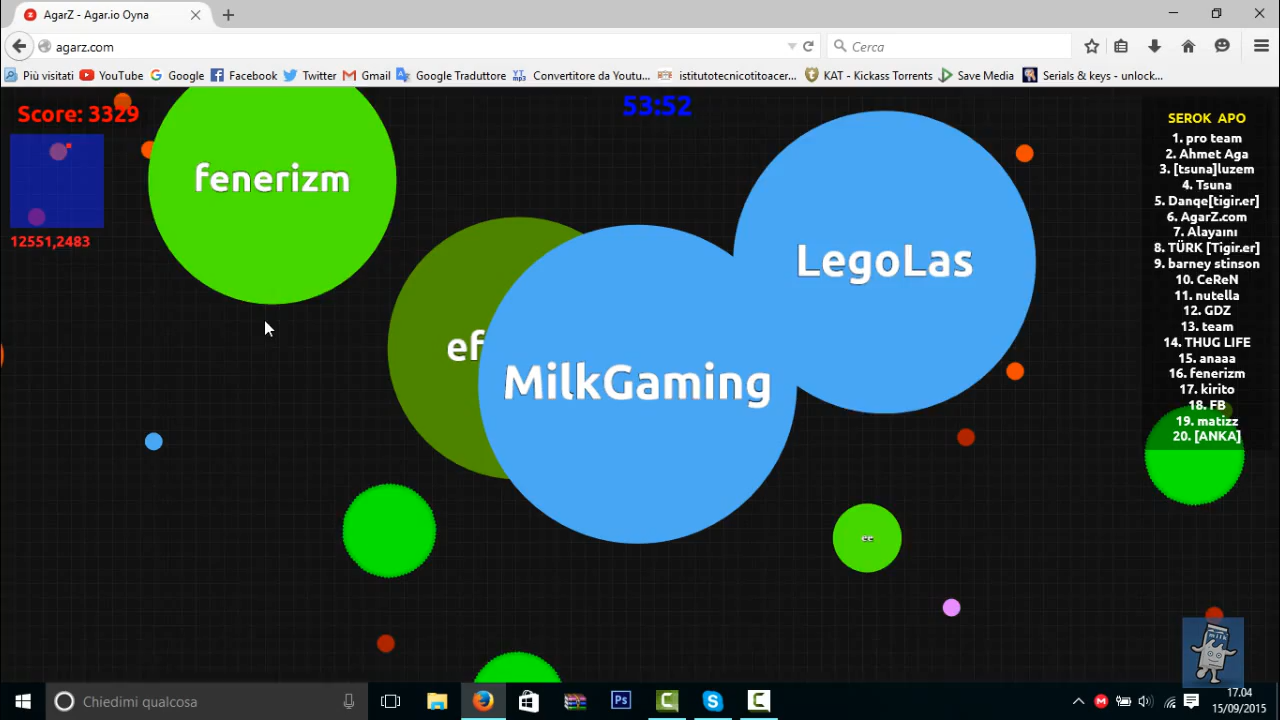 AgarZ - Agar.io Oyna
agarz.com
Cerca
Più visitati YouTube Google Facebook Twitter Gmail Google Traduttore Convertitore da Youtu... istitutotecnicotibacer... KAT - Kickass Torrents Save Media Serials & keys - unlock...
Score: 3329
53:52
12551,2483
fenerizm
ef
MilkGaming
LegoLas
SEROK APO
1. pro team
2. Ahmet Aga
3. [tsuna]luzem
4. Tsuna
5. Danqe[tigir.er]
6. AgarZ.com
7. Alayaını
8. TÜRK [Tigir.er]
9. barney stinson
10. CeReN
11. nutella
12. GDZ
13. team
14. THUG LIFE
15. anaaa
16. fenerizm
17. kirito
18. FB
19. matizz
20. [ANKA]
Chiedimi qualcosa
17.04
15/09/2015